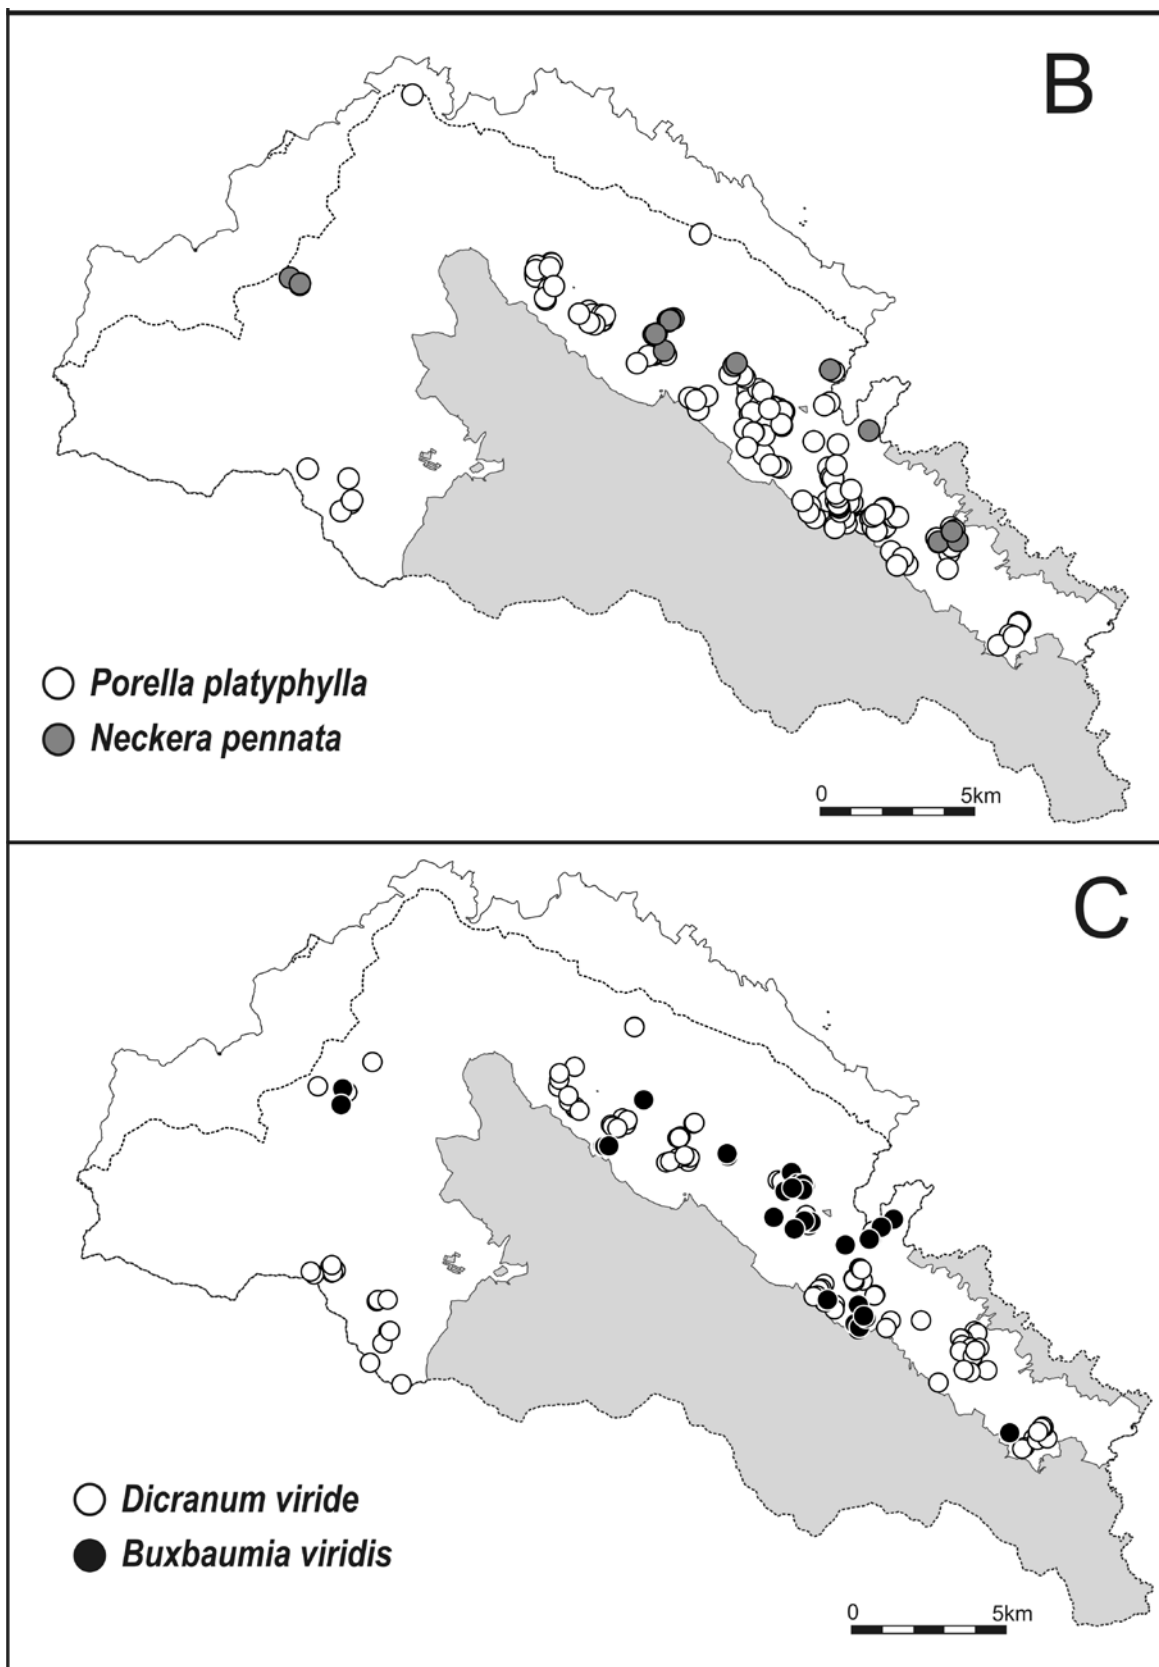 B
Porella platyphylla
Neckera pennata
0 5km
C
Dicranum viride
Buxbaumia viridis
0 5km